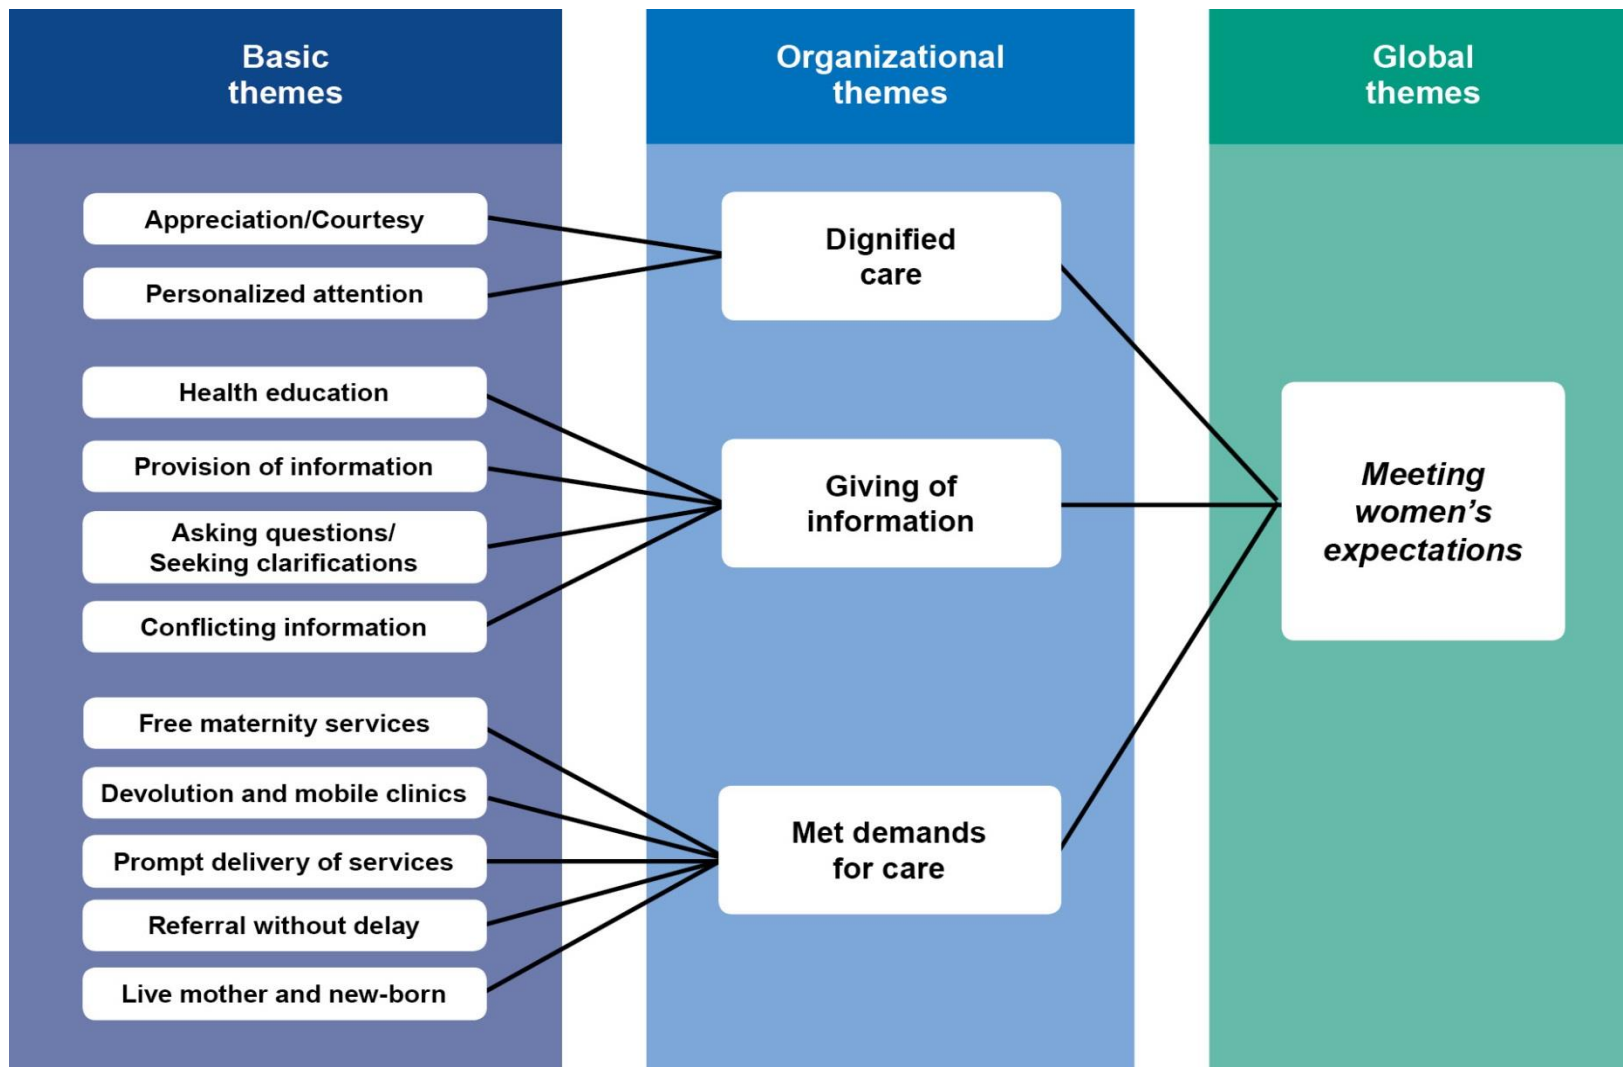 Basic
themes
Organizational
themes
Global
themes
Appreciation/Courtesy
Personalized attention
Health education
Provision of information
Asking questions/
Seeking clarifications
Conflicting information
Free maternity services
Devolution and mobile clinics
Prompt delivery of services
Referral without delay
Live mother and new-born
Dignified
care
Giving of
information
Met demands
for care
Meeting
women’s
expectations